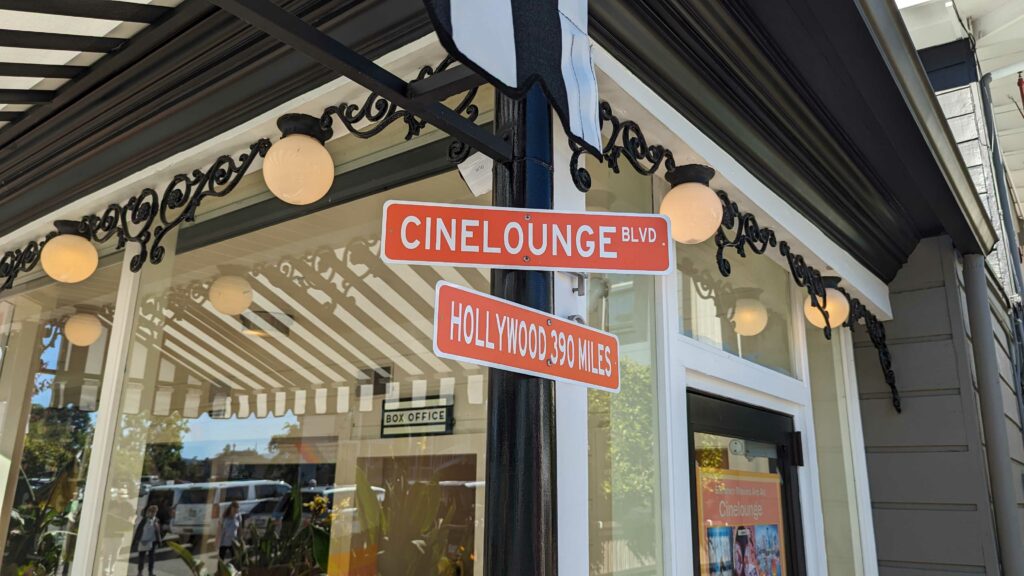 CINELOUNGE BLVD.
HOLLYWOOD 390 MILES
BOX OFFICE
Cinelounge